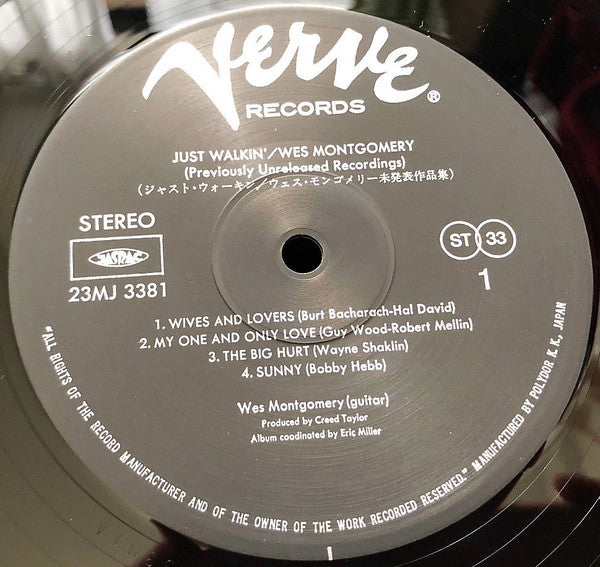 VERVE
RECORDS®
JUST WALKIN'/WES MONTGOMERY
(Previously Unreleased Recordings)
(ジャスト・ウォーキン/ウェス・モンゴメリー未発表作品集)
STEREO
JASRAC
23MJ 3381
ST 33
1
1. WIVES AND LOVERS (Burt Bacharach-Hal David)
2. MY ONE AND ONLY LOVE (Guy Wood-Robert Mellin)
3. THE BIG HURT (Wayne Shaklin)
4. SUNNY (Bobby Hebb)
Wes Montgomery (guitar)
Produced by Creed Taylor
Album coodinated by Eric Miller
"ALL RIGHTS OF THE RECORD MANUFACTURER AND OF THE OWNER OF THE WORK RECORDED RESERVED." MANUFACTURED BY POLYDOR K. K., JAPAN